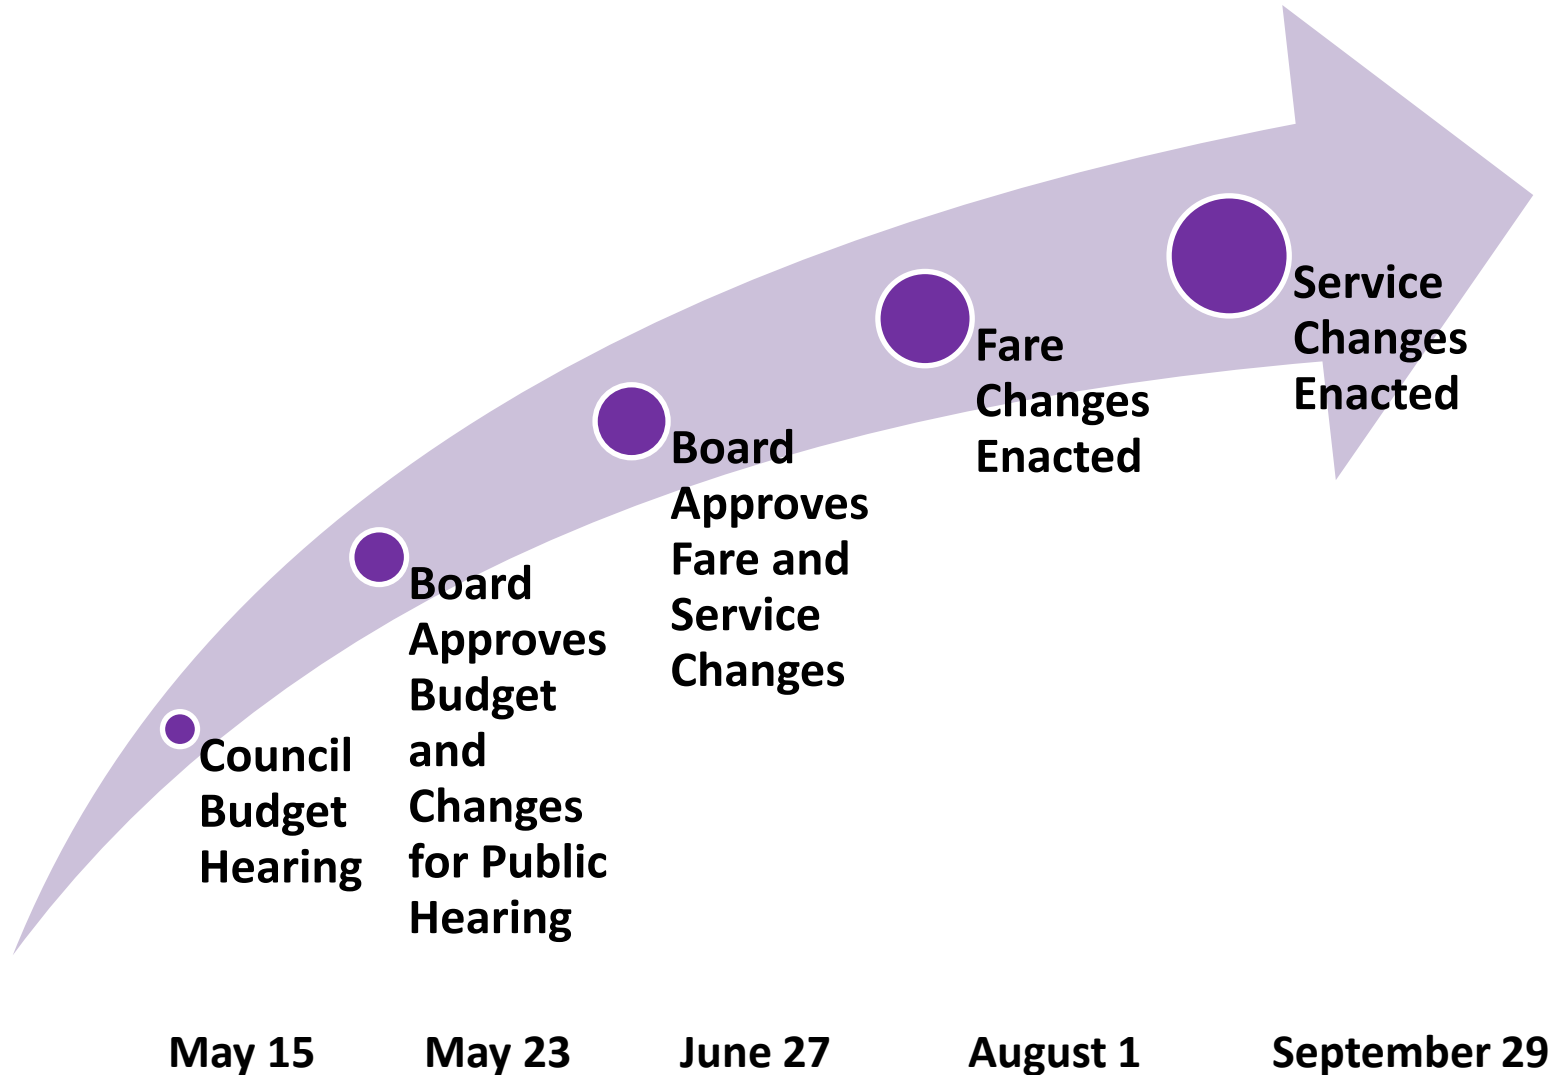 Council
Budget
Hearing
Board
Approves
Budget
and
Changes
for Public
Hearing
Board
Approves
Fare and
Service
Changes
Fare
Changes
Enacted
Service
Changes
Enacted
May 15
May 23
June 27
August 1
September 29